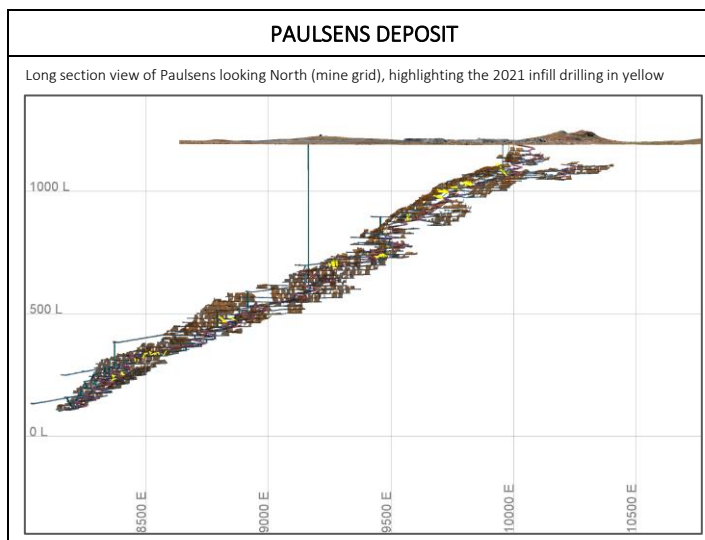 PAULSENS DEPOSIT
Long section view of Paulsens looking North (mine grid), highlighting the 2021 infill drilling in yellow
1000 L
500 L
0 L
8500 E
9000 E
9500 E
10000 E
10500 E